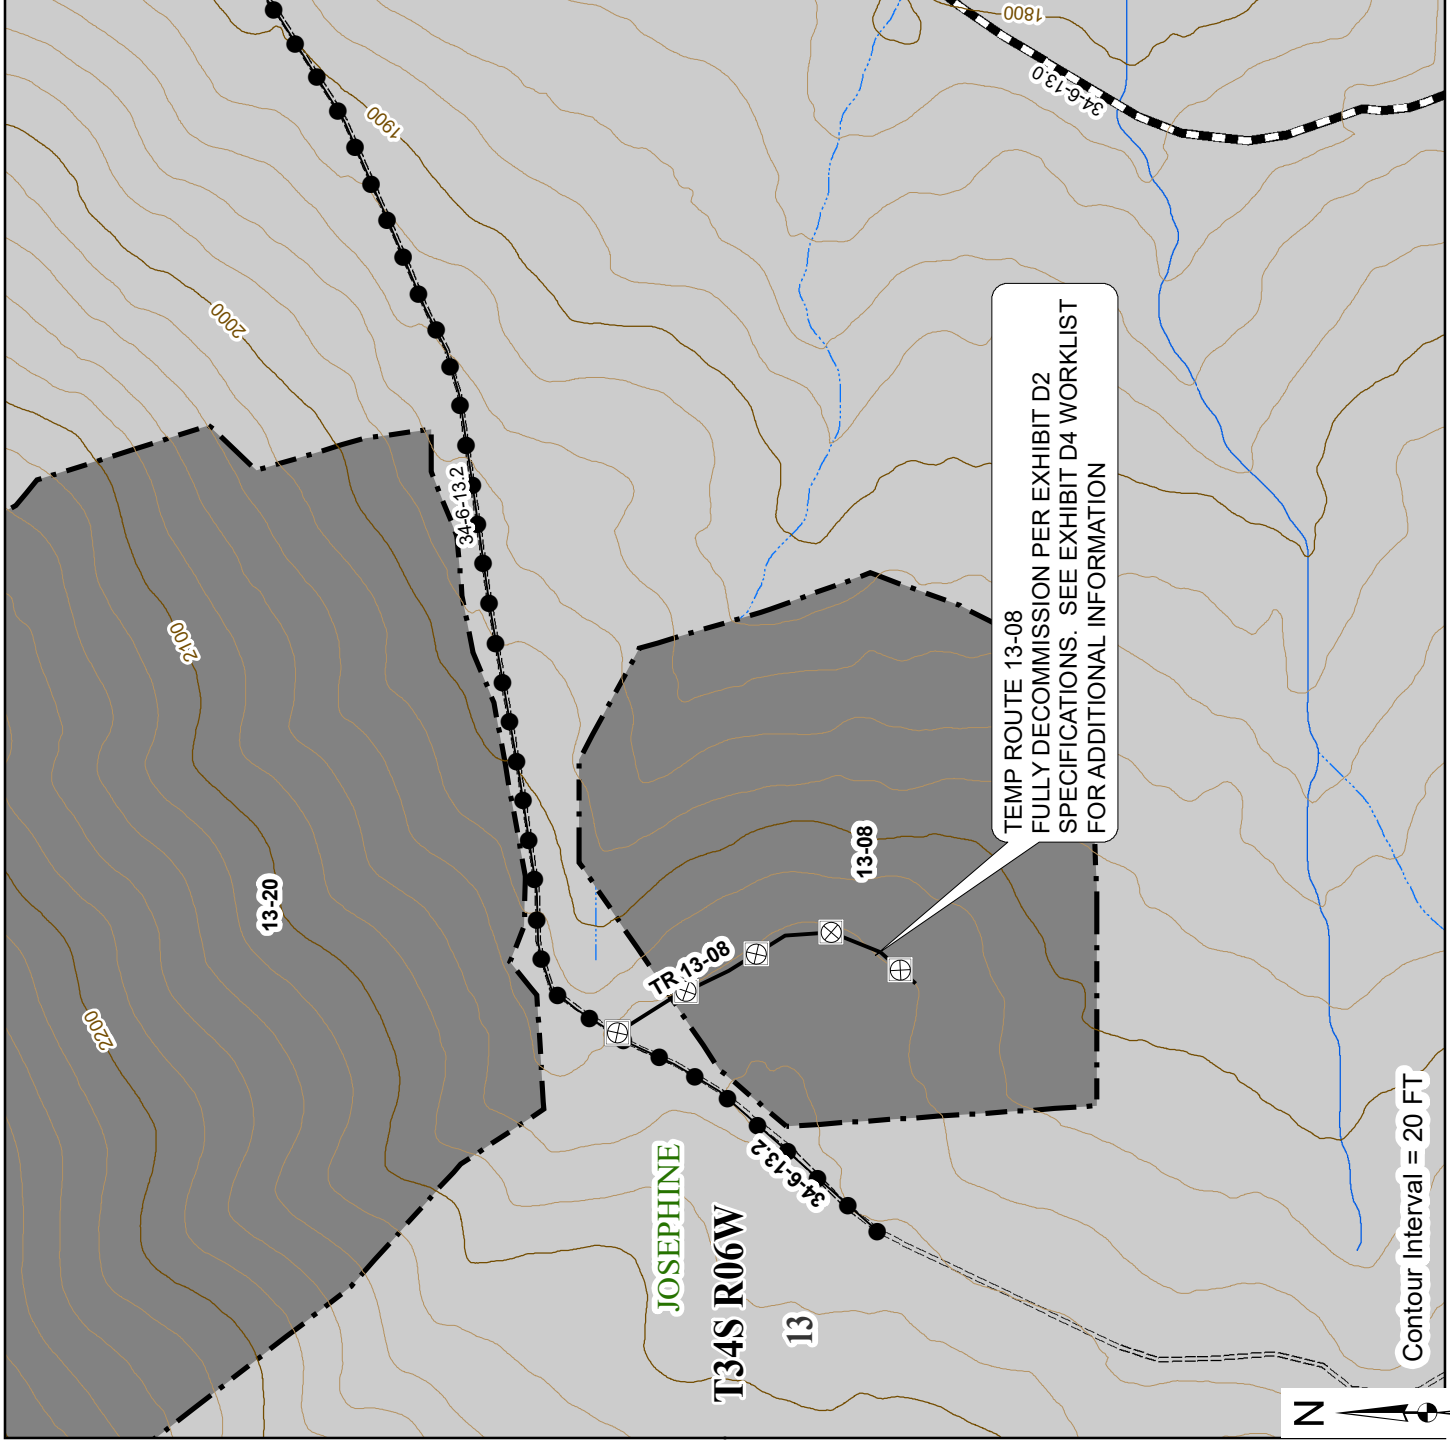 1800
34-6-13.0
1900
2000
34-6-13.2
2100
13-20
2200
TEMP ROUTE 13-08
FULLY DECOMMISSION PER EXHIBIT D2
SPECIFICATIONS. SEE EXHIBIT D4 WORKLIST
FOR ADDITIONAL INFORMATION
13-08
TR 13-08
34-6-13.2
JOSEPHINE
T34S R06W
13
Contour Interval = 20 FT
N